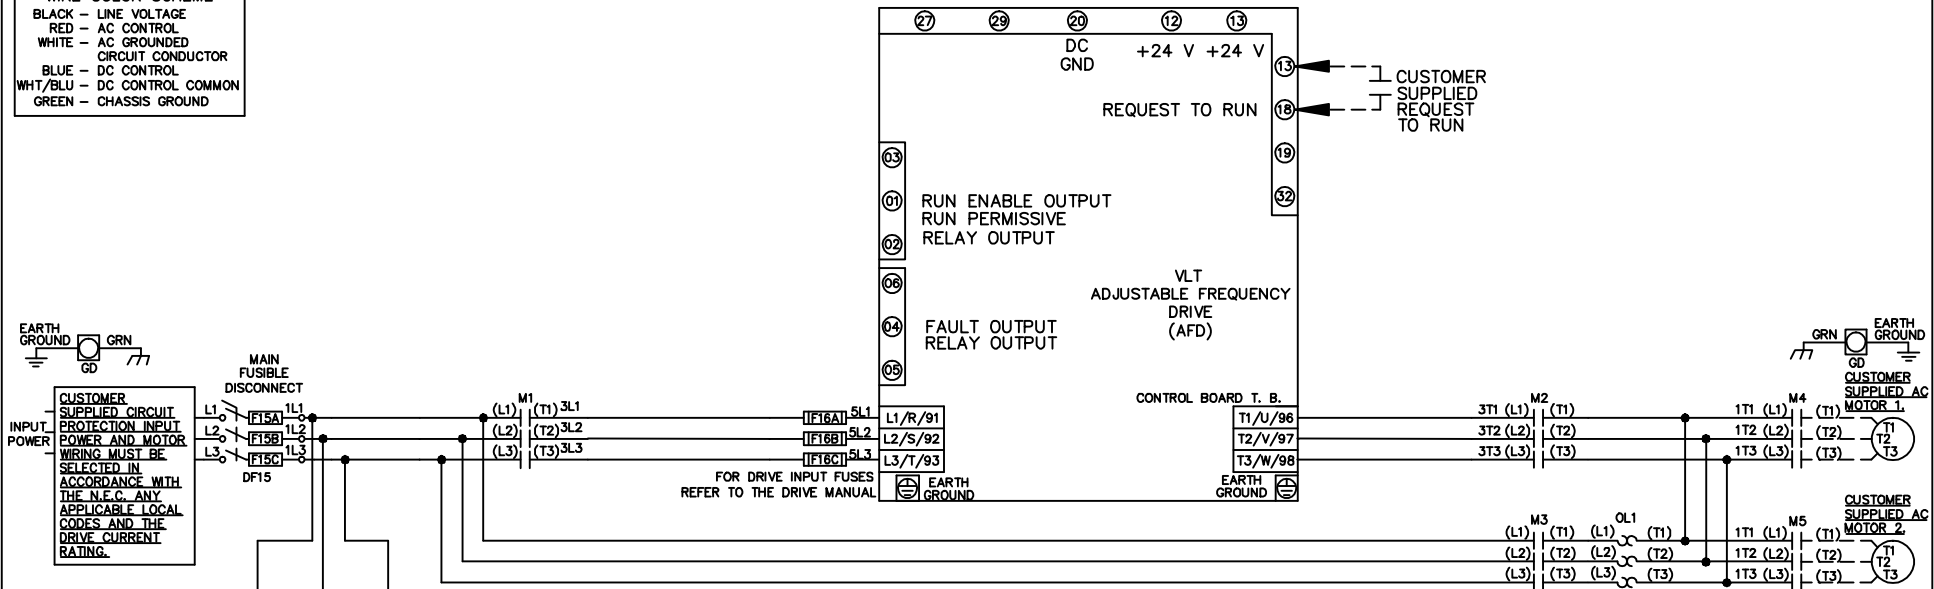 BLACK – LINE VOLTAGE
RED – AC CONTROL
WHITE – AC GROUNDED
CIRCUIT CONDUCTOR
BLUE – DC CONTROL
WHT/BLU – DC CONTROL COMMON
GREEN – CHASSIS GROUND
27 29 20 12 13
DC
GND
+24 V +24 V
13
REQUEST TO RUN 18
19
32
CUSTOMER
SUPPLIED
REQUEST
TO RUN
03
01
02
RUN ENABLE OUTPUT
RUN PERMISSIVE
RELAY OUTPUT
06
04
05
FAULT OUTPUT
RELAY OUTPUT
VLT
ADJUSTABLE FREQUENCY
DRIVE
(AFD)
EARTH
GROUND
GRN
GD
INPUT
POWER
CUSTOMER
SUPPLIED CIRCUIT
PROTECTION INPUT
POWER AND MOTOR
WIRING MUST BE
SELECTED IN
ACCORDANCE WITH
THE N.E.C. ANY
APPLICABLE LOCAL
CODES AND THE
DRIVE CURRENT
RATING.
MAIN
FUSIBLE
DISCONNECT
L1 F15A 1L1
L2 F15B 1L2
L3 F15C 1L3
DF15
M1
(L1) (T1) 3L1
(L2) (T2) 3L2
(L3) (T3) 3L3
F16A 5L1
F16B 5L2
F16C 5L3
FOR DRIVE INPUT FUSES
REFER TO THE DRIVE MANUAL
L1/R/91
L2/S/92
L3/T/93
EARTH
GROUND
CONTROL BOARD T. B.
T1/U/96
T2/V/97
T3/W/98
EARTH
GROUND
M2
3T1 (L1) (T1)
3T2 (L2) (T2)
3T3 (L3) (T3)
M4
1T1 (L1) (T1)
1T2 (L2) (T2)
1T3 (L3) (T3)
GRN
GD
EARTH
GROUND
CUSTOMER
SUPPLIED AC
MOTOR 1.
T1
T2
T3
M3 OL1
(L1) (T1) (L1) (T1)
(L2) (T2) (L2) (T2)
(L3) (T3) (L3) (T3)
M5
1T1 (L1) (T1)
1T2 (L2) (T2)
1T3 (L3) (T3)
CUSTOMER
SUPPLIED AC
MOTOR 2.
T1
T2
T3